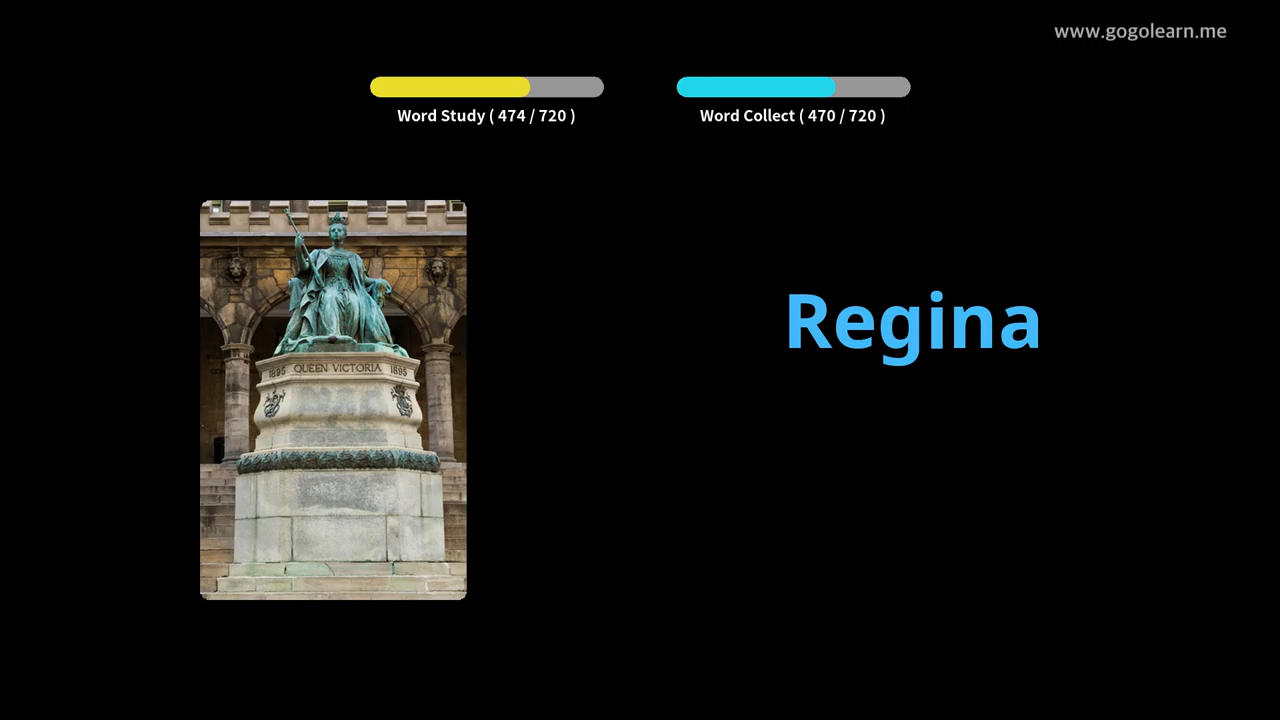 www.gogolearn.me
Word Study ( 474 / 720 )
Word Collect ( 470 / 720 )
Regina
1895 QUEEN VICTORIA 1895